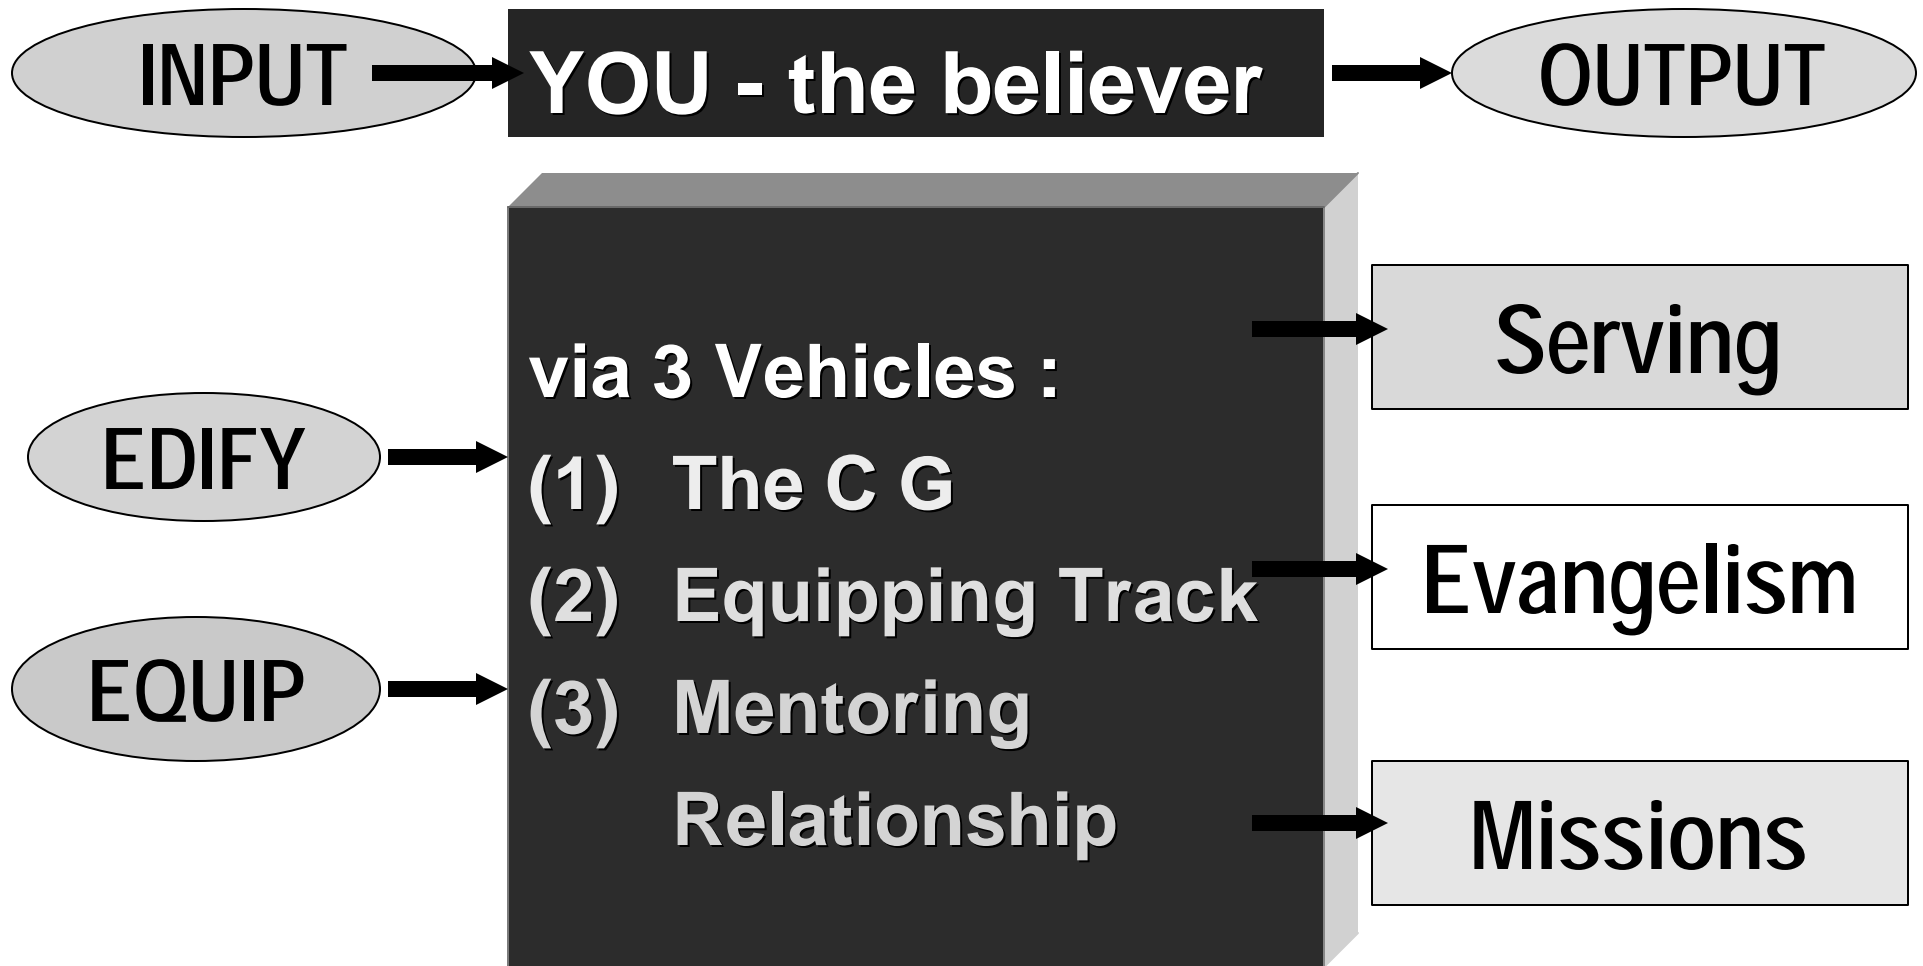 INPUT
YOU - the believer
OUTPUT
EDIFY
EQUIP
via 3 Vehicles :
(1) The C G
(2) Equipping Track
(3) Mentoring
Relationship
Serving
Evangelism
Missions